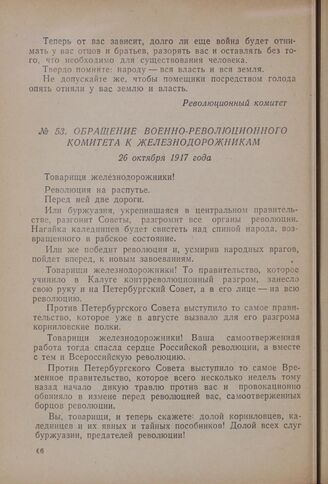 Теперь от вас зависит, долго ли еще война будет отни-
мать у вас отцов и братьев, разорять вас и оставлять без то-
го, что необходимо для существования человека.
Твердо помните: народу — вся власть и вся земля.
Не допускайте же, чтобы помещики посредством голода
опять отняли у вас землю и власть.
Революционный комитет
№ 53. ОБРАЩЕНИЕ ВОЕННО-РЕВОЛЮЦИОННОГО
КОМИТЕТА К ЖЕЛЕЗНОДОРОЖНИКАМ
26 октября 1917 года
Товарищи железнодорожники!
Революция на распутье.
Перед ней две дороги.
Или буржуазия, укрепившаяся в центральном правитель-
стве, разгонит Советы, разгромит все органы революции.
Нагайка калединцев будет свистеть над спиной народа, воз-
вращенного в рабское состояние.
Или же победит революция и, усмирив народных врагов,
пойдет вперед, к новым завоеваниям.
Товарищи железнодорожники! То правительство, которое
учинило в Калуге контрреволюционный разгром, занесло
свою руку и на Петербургский Совет, а в его лице — на всю
революцию.
Против Петербургского Совета выступило то самое прави-
тельство, которое уже в августе вызвало для его разгрома
корниловские полки.
Товарищи железнодорожники! Ваша самоотверженная
работа тогда спасла сердце Российской революции, а вместе
с тем и Всероссийскую революцию.
Против Петербургского Совета выступило то самое Вре-
менное правительство, которое всего несколько недель тому
назад начало дикую травлю против вас и провокационно
обвиняло в измене перед революцией вас, самоотверженных
борцов революции.
Вы, товарищи, и теперь скажете: долой корниловцев, ка-
лединцев и их явных и тайных пособников! Долой всех слуг
буржуазии, предателей революции!
66